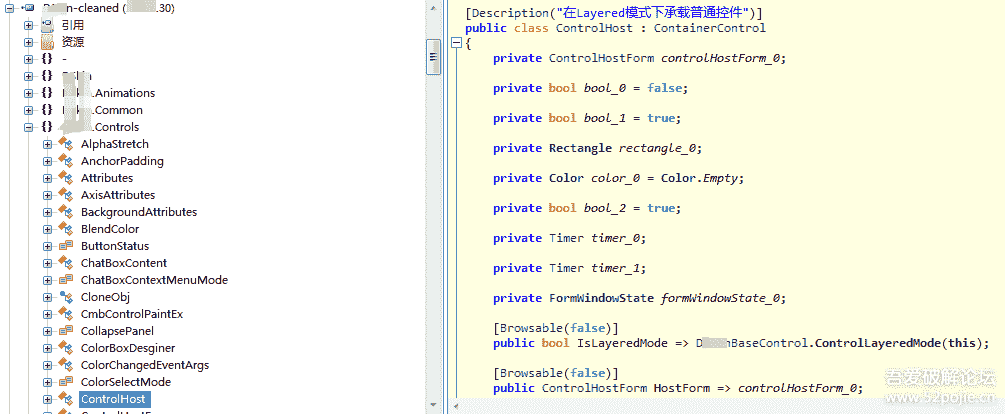 -cleaned (.30)
引用
资源
-
.Animations
.Common
.Controls
AlphaStretch
AnchorPadding
Attributes
AxisAttributes
BackgroundAttributes
BlendColor
ButtonStatus
ChatBoxContent
ChatBoxContextMenuMode
CloneObj
CmbControlPaintEx
CollapsePanel
ColorBoxDesginer
ColorChangedEventArgs
ColorSelectMode
ControlHost
[Description("在Layered模式下承载普通控件")]
public class ControlHost : ContainerControl
{
private ControlHostForm controlHostForm_0;
private bool bool_0 = false;
private bool bool_1 = true;
private Rectangle rectangle_0;
private Color color_0 = Color.Empty;
private bool bool_2 = true;
private Timer timer_0;
private Timer timer_1;
private FormWindowState formWindowState_0;
[Browsable(false)]
public bool IsLayeredMode => BaseControl.ControlLayeredMode(this);
[Browsable(false)]
public ControlHostForm HostForm => controlHostForm_0;
吾爱破解论坛
www.52pojie.cn